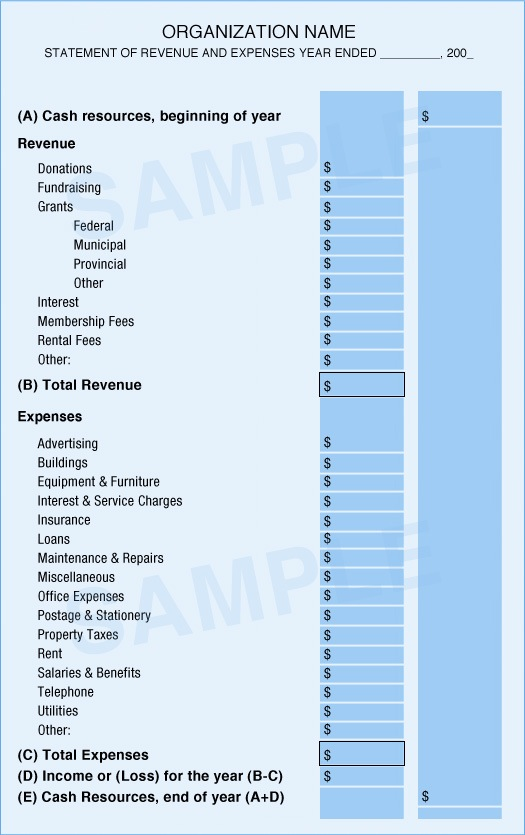 ORGANIZATION NAME
STATEMENT OF REVENUE AND EXPENSES YEAR ENDED _________, 200_
(A) Cash resources, beginning of year $
Revenue
Donations $
Fundraising $
Grants $
Federal $
Municipal $
Provincial $
Other $
Interest $
Membership Fees $
Rental Fees $
Other: $
(B) Total Revenue $
Expenses
Advertising $
Buildings $
Equipment & Furniture $
Interest & Service Charges $
Insurance $
Loans $
Maintenance & Repairs $
Miscellaneous $
Office Expenses $
Postage & Stationery $
Property Taxes $
Rent $
Salaries & Benefits $
Telephone $
Utilities $
Other: $
(C) Total Expenses $
(D) Income or (Loss) for the year (B-C) $
(E) Cash Resources, end of year (A+D) $
SAMPLE
SAMPLE